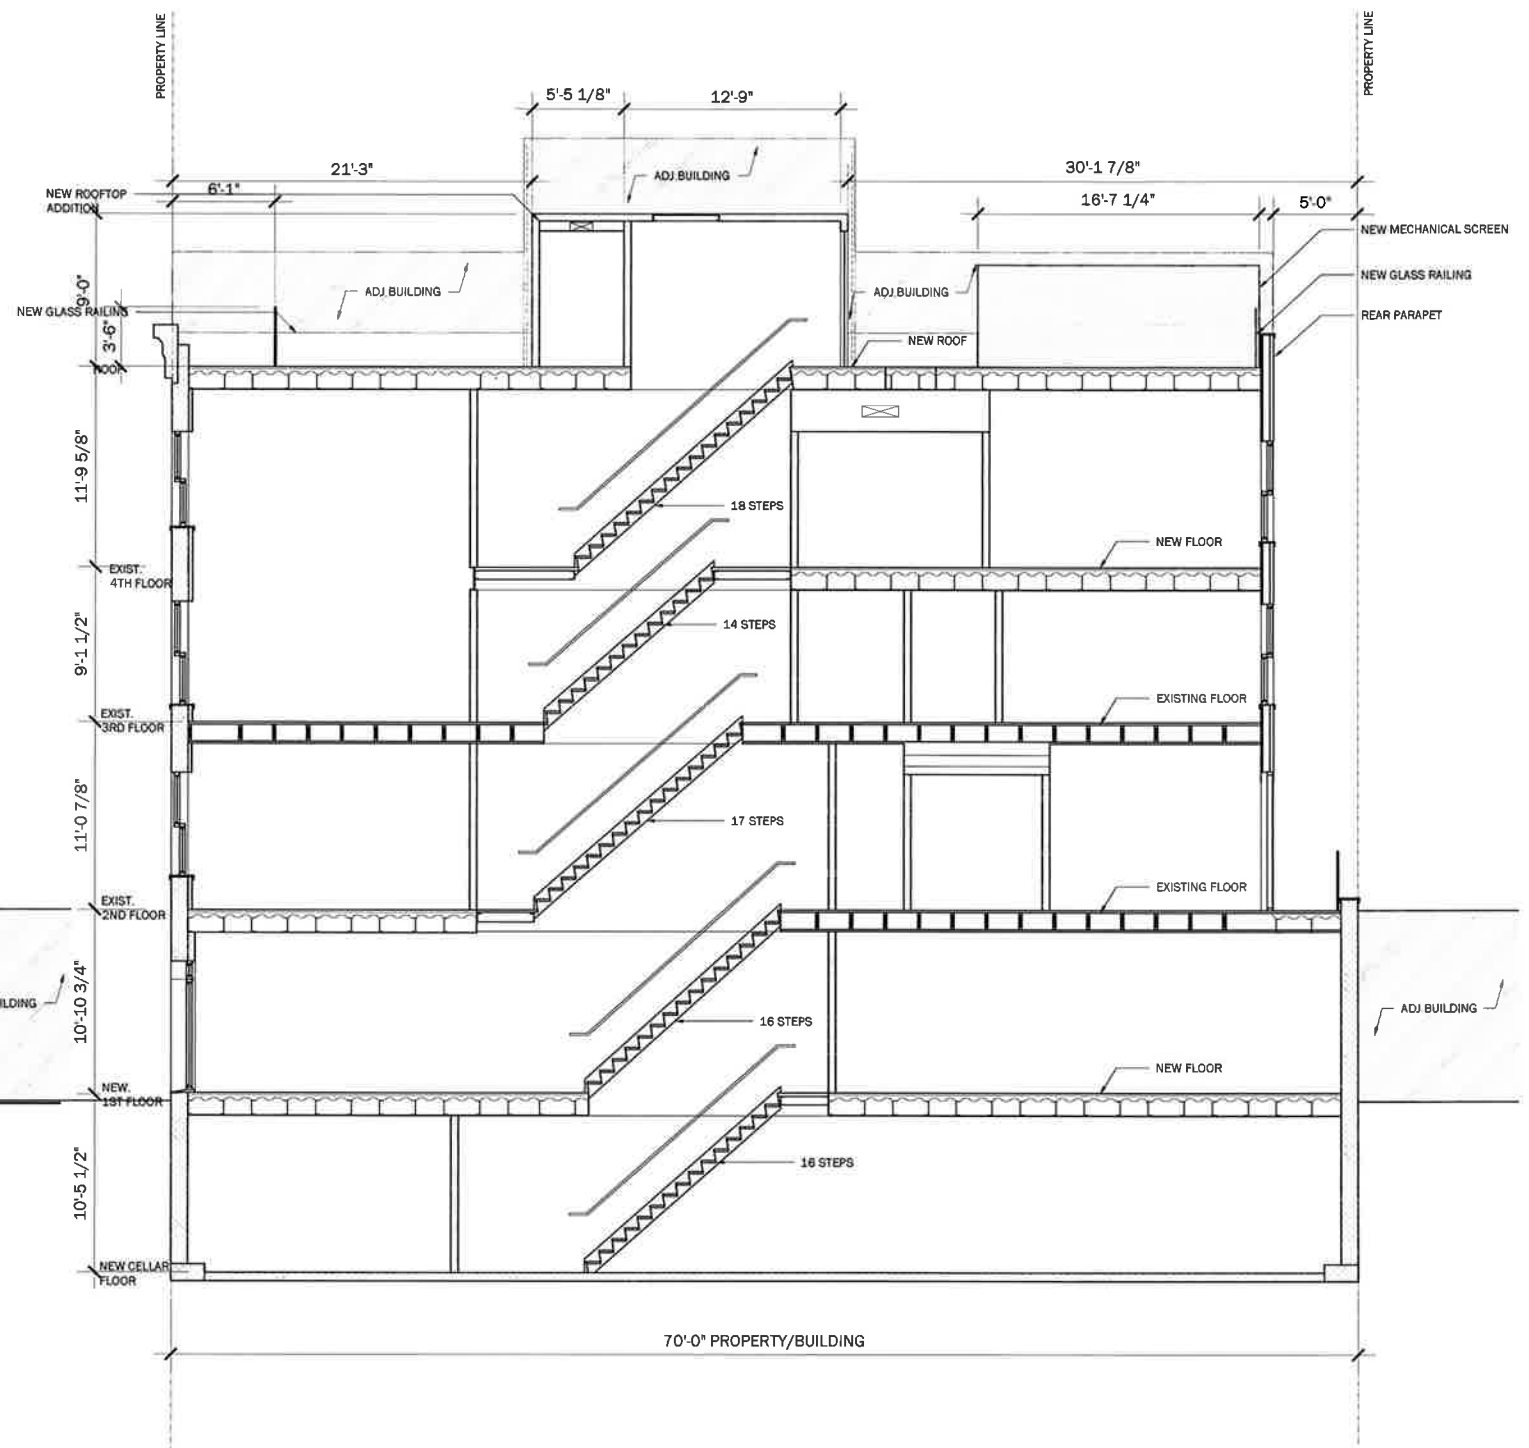 PROPERTY LINE
PROPERTY LINE
5'-5 1/8"
12'-9"
21'-3"
ADJ.BUILDING
30'-1 7/8"
6'-1"
NEW ROOFTOP
ADDITION
16'-7 1/4"
5'-0"
NEW MECHANICAL SCREEN
9'-0"
ADJ.BUILDING
ADJ.BUILDING
NEW GLASS RAILING
NEW GLASS RAILING
3'-6"
REAR PARAPET
NEW ROOF
ROOF
11'-9 5/8"
18 STEPS
NEW FLOOR
EXIST.
4TH FLOOR
9'-1 1/2"
14 STEPS
EXISTING FLOOR
EXIST.
3RD FLOOR
11'-0 7/8"
17 STEPS
EXISTING FLOOR
EXIST.
2ND FLOOR
10'-10 3/4"
ILDING
16 STEPS
ADJ.BUILDING
NEW FLOOR
NEW.
1ST FLOOR
10'-5 1/2"
16 STEPS
NEW CELLAR
FLOOR
70'-0" PROPERTY/BUILDING